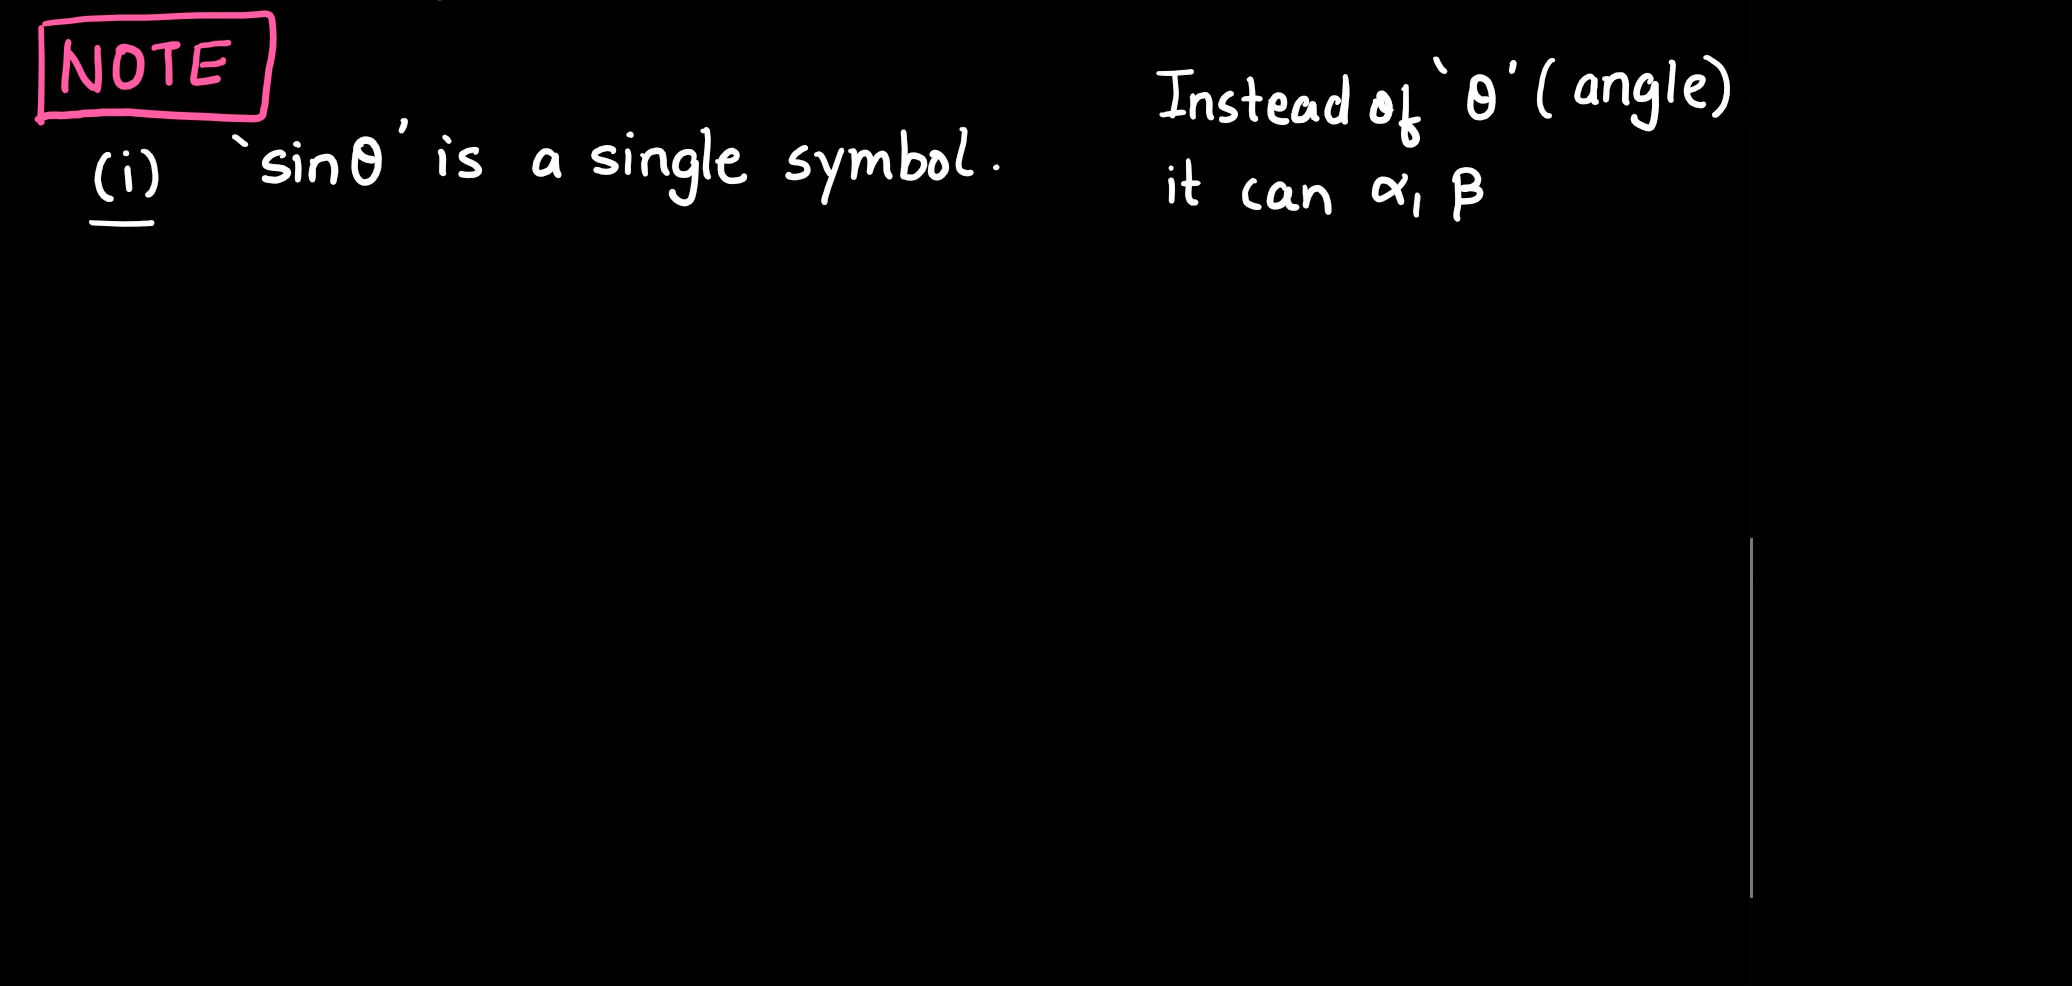 NOTE
(i) 'sinθ' is a single symbol.
Instead of 'θ' (angle)
it can α, β